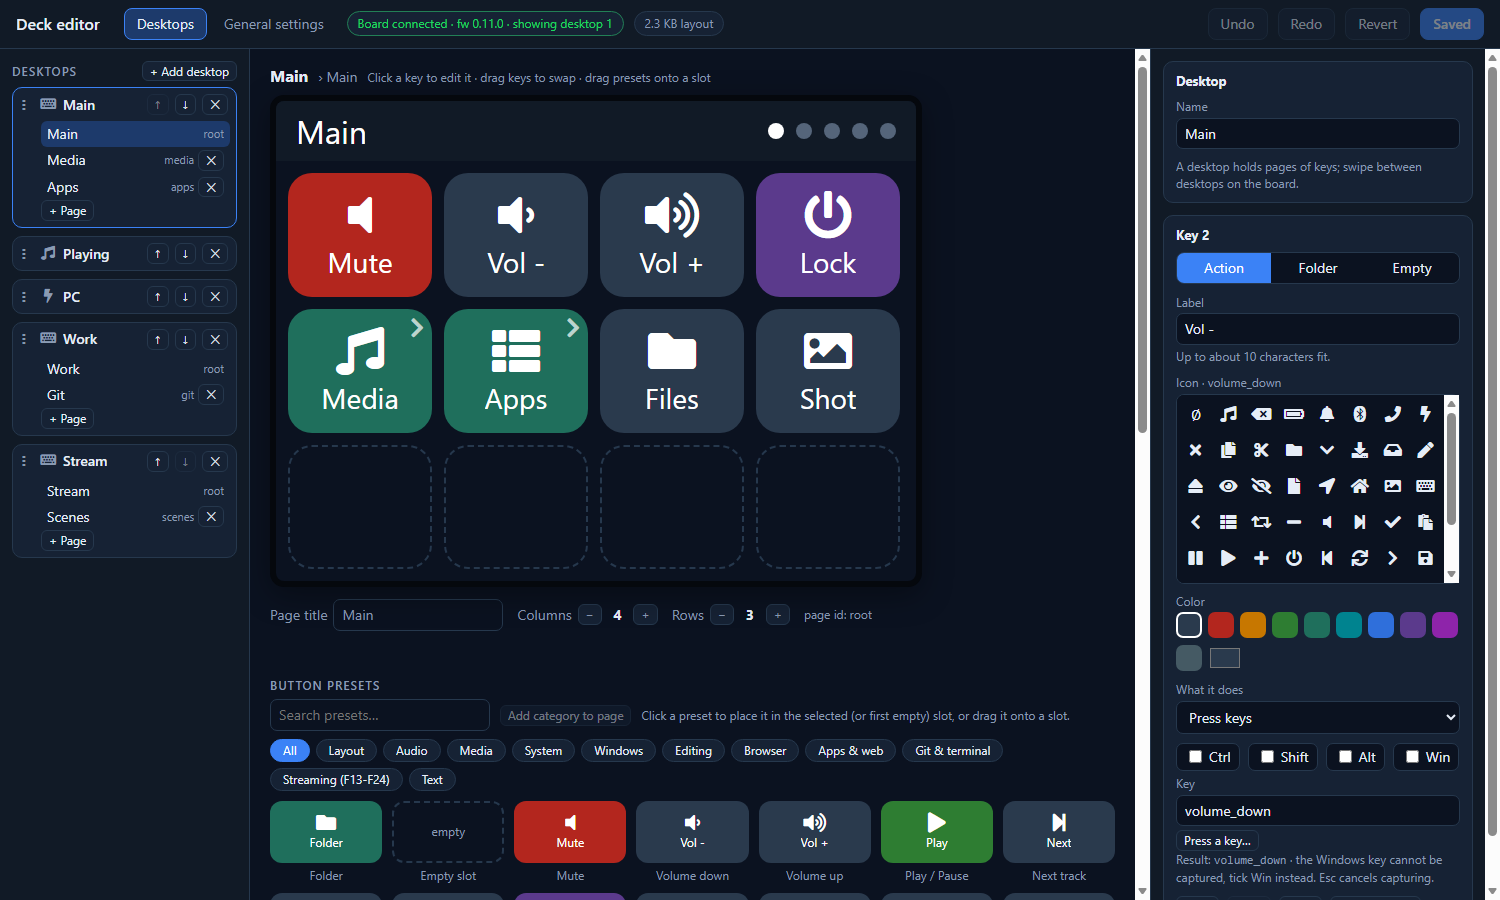 Deck editor
Desktops
General settings
Board connected · fw 0.11.0 · showing desktop 1
2.3 KB layout
Undo
Redo
Revert
Saved
DESKTOPS
+ Add desktop
Main ↑ ↓ ✕
Main root
Media media ✕
Apps apps ✕
+ Page
Playing ↑ ↓ ✕
PC ↑ ↓ ✕
Work ↑ ↓ ✕
Work root
Git git ✕
+ Page
Stream ↑ ↓ ✕
Stream root
Scenes scenes ✕
+ Page
Main › Main Click a key to edit it · drag keys to swap · drag presets onto a slot
Main
Mute
Vol -
Vol +
Lock
Media
Apps
Files
Shot
Page title Main Columns − 4 + Rows − 3 + page id: root
BUTTON PRESETS
Search presets...
Add category to page
Click a preset to place it in the selected (or first empty) slot, or drag it onto a slot.
All
Layout
Audio
Media
System
Windows
Editing
Browser
Apps & web
Git & terminal
Streaming (F13-F24)
Text
Folder
empty
Mute
Vol -
Vol +
Play
Next
Folder
Empty slot
Mute
Volume down
Volume up
Play / Pause
Next track
Desktop
Name
Main
A desktop holds pages of keys; swipe between
desktops on the board.
Key 2
Action
Folder
Empty
Label
Vol -
Up to about 10 characters fit.
Icon · volume_down
Ø
Color
What it does
Press keys
Ctrl
Shift
Alt
Win
Key
volume_down
Press a key...
Result: volume_down · the Windows key cannot be
captured, tick Win instead. Esc cancels capturing.